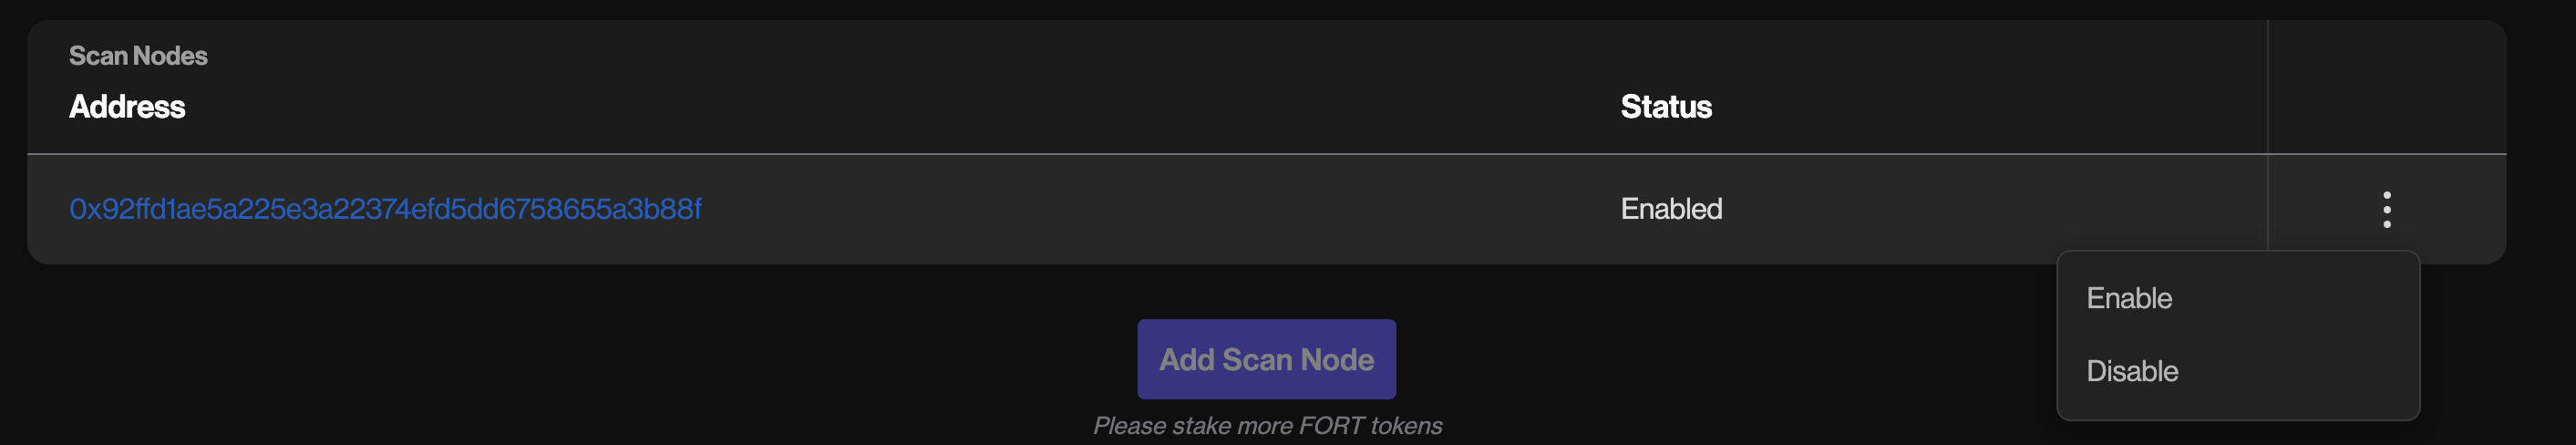 Scan Nodes
Address Status
0x92ffd1ae5a225e3a22374efd5dd6758655a3b88f Enabled
Enable
Disable
Add Scan Node
Please stake more FORT tokens